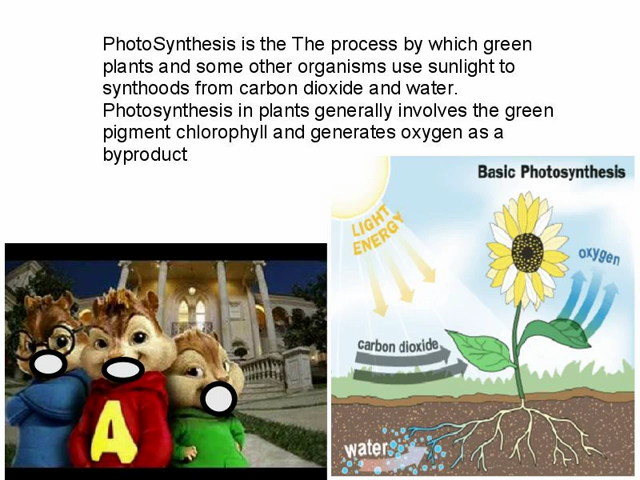 PhotoSynthesis is the The process by which green
plants and some other organisms use sunlight to
synthoods from carbon dioxide and water.
Photosynthesis in plants generally involves the green
pigment chlorophyll and generates oxygen as a
byproduct
Basic Photosynthesis
LIGHT
ENERGY
oxygen
carbon dioxide
A
water